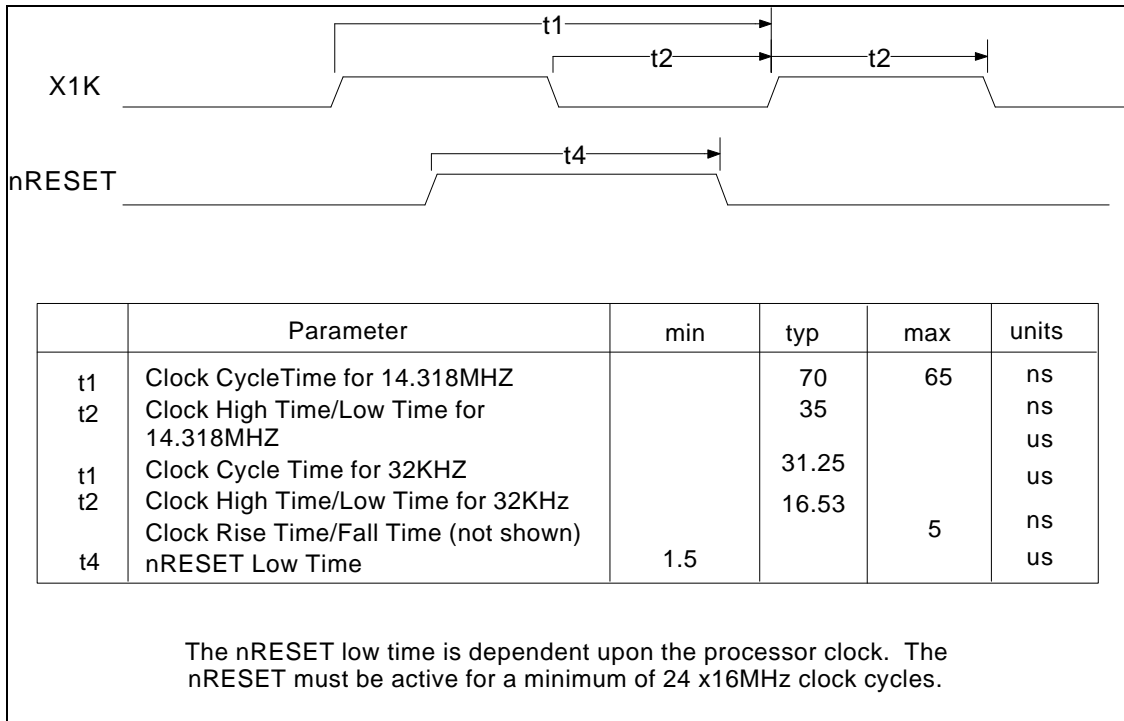 t1
t2 t2
X1K
t4
nRESET
Parameter min typ max units
t1 Clock CycleTime for 14.318MHZ 70 65 ns
t2 Clock High Time/Low Time for 35 ns
14.318MHZ us
t1 Clock Cycle Time for 32KHZ 31.25 us
t2 Clock High Time/Low Time for 32KHz 16.53
Clock Rise Time/Fall Time (not shown) 5 ns
t4 nRESET Low Time 1.5 us
The nRESET low time is dependent upon the processor clock. The
nRESET must be active for a minimum of 24 x16MHz clock cycles.